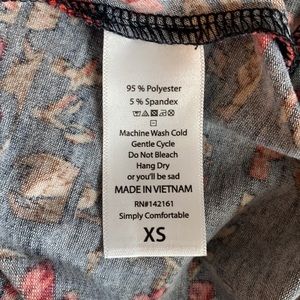 95 % Polyester
5 % Spandex
Machine Wash Cold
Gentle Cycle
Do Not Bleach
Hang Dry
or you'll be sad
MADE IN VIETNAM
RN#142161
Simply Comfortable
XS